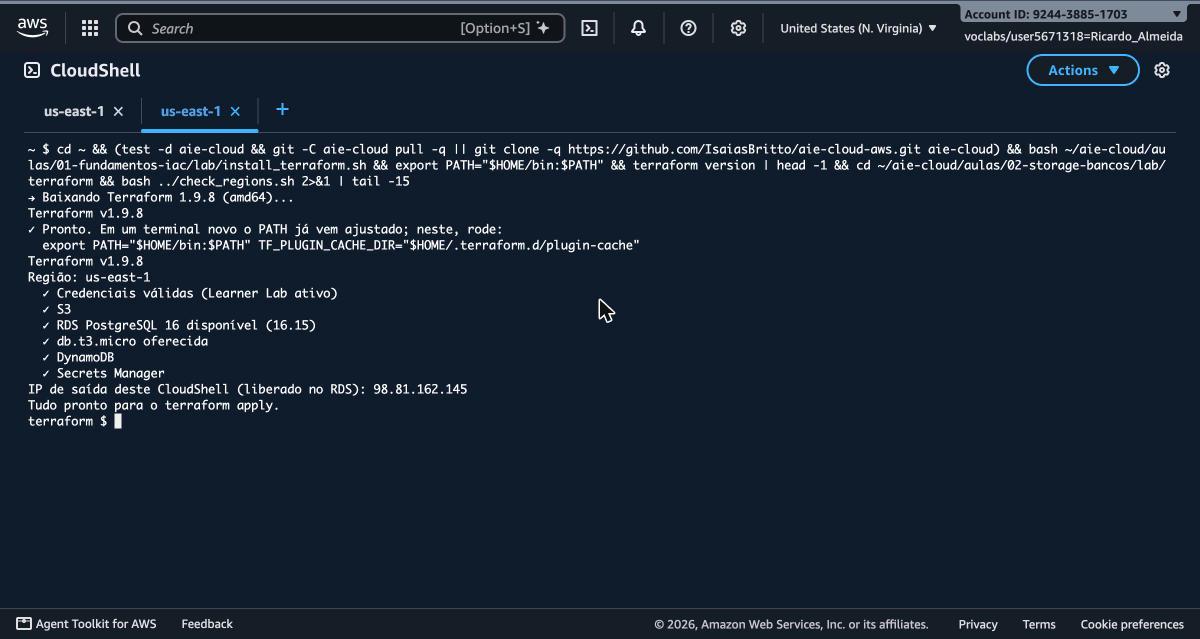 aws
Search
[Option+S]
United States (N. Virginia)
Account ID: 9244-3885-1703
voclabs/user5671318=Ricardo_Almeida
CloudShell
Actions
us-east-1
us-east-1
~ $ cd ~ && (test -d aie-cloud && git -C aie-cloud pull -q || git clone -q https://github.com/IsaiasBritto/aie-cloud-aws.git aie-cloud) && bash ~/aie-cloud/au
las/01-fundamentos-iac/lab/install_terraform.sh && export PATH="$HOME/bin:$PATH" && terraform version | head -1 && cd ~/aie-cloud/aulas/02-storage-bancos/lab/
terraform && bash ../check_regions.sh 2>&1 | tail -15
→ Baixando Terraform 1.9.8 (amd64)...
Terraform v1.9.8
✓ Pronto. Em um terminal novo o PATH já vem ajustado; neste, rode:
export PATH="$HOME/bin:$PATH" TF_PLUGIN_CACHE_DIR="$HOME/.terraform.d/plugin-cache"
Terraform v1.9.8
Região: us-east-1
✓ Credenciais válidas (Learner Lab ativo)
✓ S3
✓ RDS PostgreSQL 16 disponível (16.15)
✓ db.t3.micro oferecida
✓ DynamoDB
✓ Secrets Manager
IP de saída deste CloudShell (liberado no RDS): 98.81.162.145
Tudo pronto para o terraform apply.
terraform $
Agent Toolkit for AWS
Feedback
© 2026, Amazon Web Services, Inc. or its affiliates.
Privacy
Terms
Cookie preferences